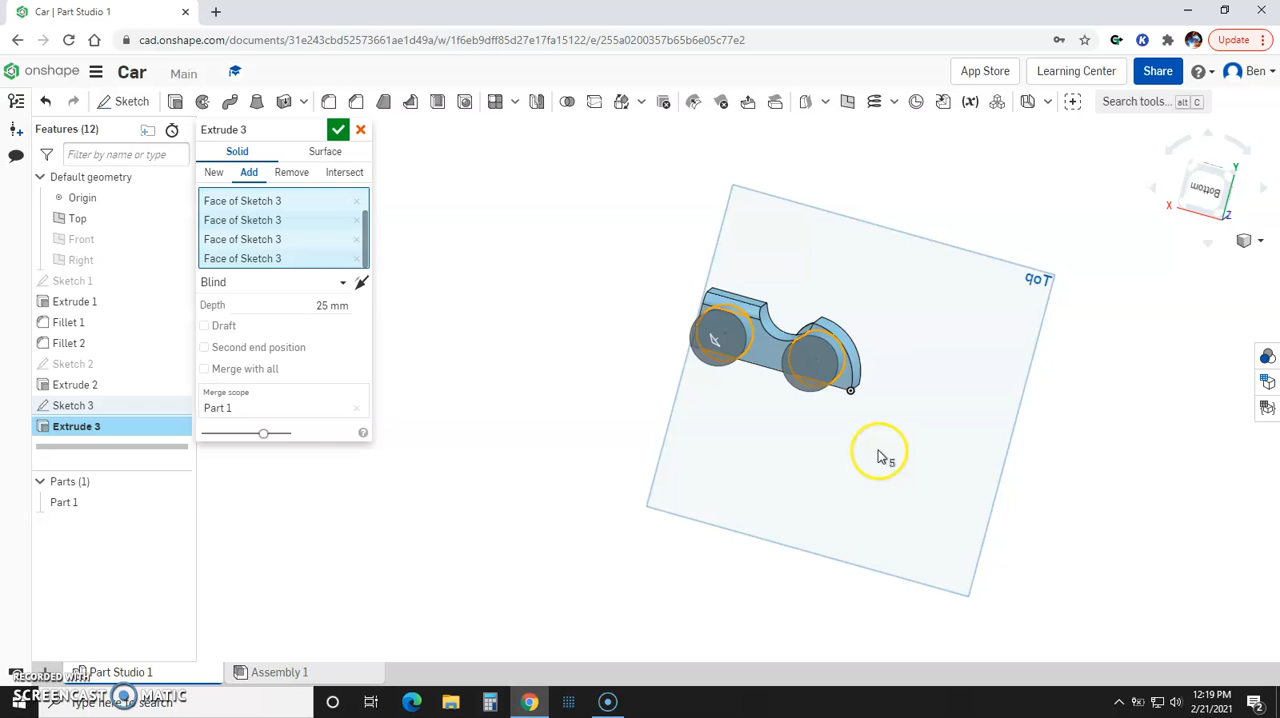 Car | Part Studio 1
cad.onshape.com/documents/31e243cbd52573661ae1d49a/w/1f6eb9dff85d27e17fa15122/e/255a0200357b65b6e05c77e2
Update
onshape
Car
Main
App Store
Learning Center
Share
Ben
Sketch
Search tools...
alt
C
Features (12)
Filter by name or type
Default geometry
Origin
Top
Front
Right
Sketch 1
Extrude 1
Fillet 1
Fillet 2
Sketch 2
Extrude 2
Sketch 3
Extrude 3
Parts (1)
Part 1
Extrude 3
Solid
Surface
New
Add
Remove
Intersect
Face of Sketch 3
Face of Sketch 3
Face of Sketch 3
Face of Sketch 3
Blind
Depth
25 mm
Draft
Second end position
Merge with all
Merge scope
Part 1
Top
Bottom
X
Y
Z
5
Part Studio 1
Assembly 1
RECORDED WITH
SCREENCAST MATIC
Type here to search
12:19 PM
2/21/2021
2